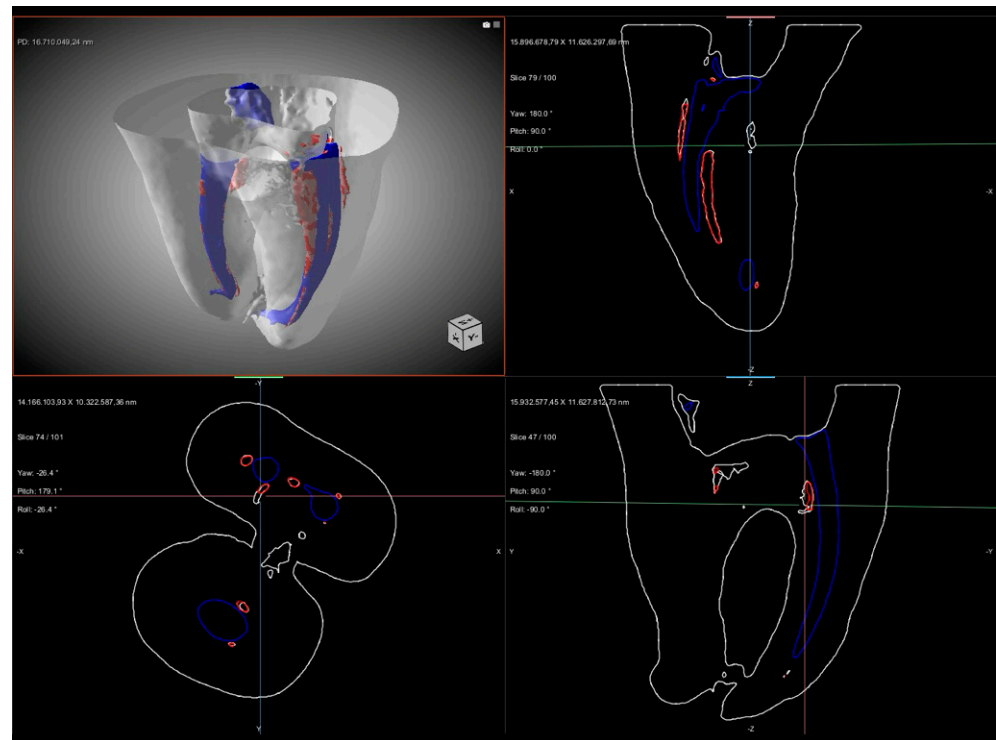 PD: 16.710.049,24 nm
15.896.678,79 X 11.626.297,69 nm
Slice 79 / 100
Yaw: 180.0 °
Pitch: 90.0 °
Roll: 0.0 °
X
-X
-Z
14.166.103,93 X 10.322.587,36 nm
-Y
Slice 74 / 101
Yaw: -26.4 °
Pitch: 179.1 °
Roll: -26.4 °
-X
X
Y
15.932.577,45 X 11.627.812,73 nm
Z
Slice 47 / 100
Yaw: -180.0 °
Pitch: 90.0 °
Roll: -90.0 °
Y
-Y
-Z